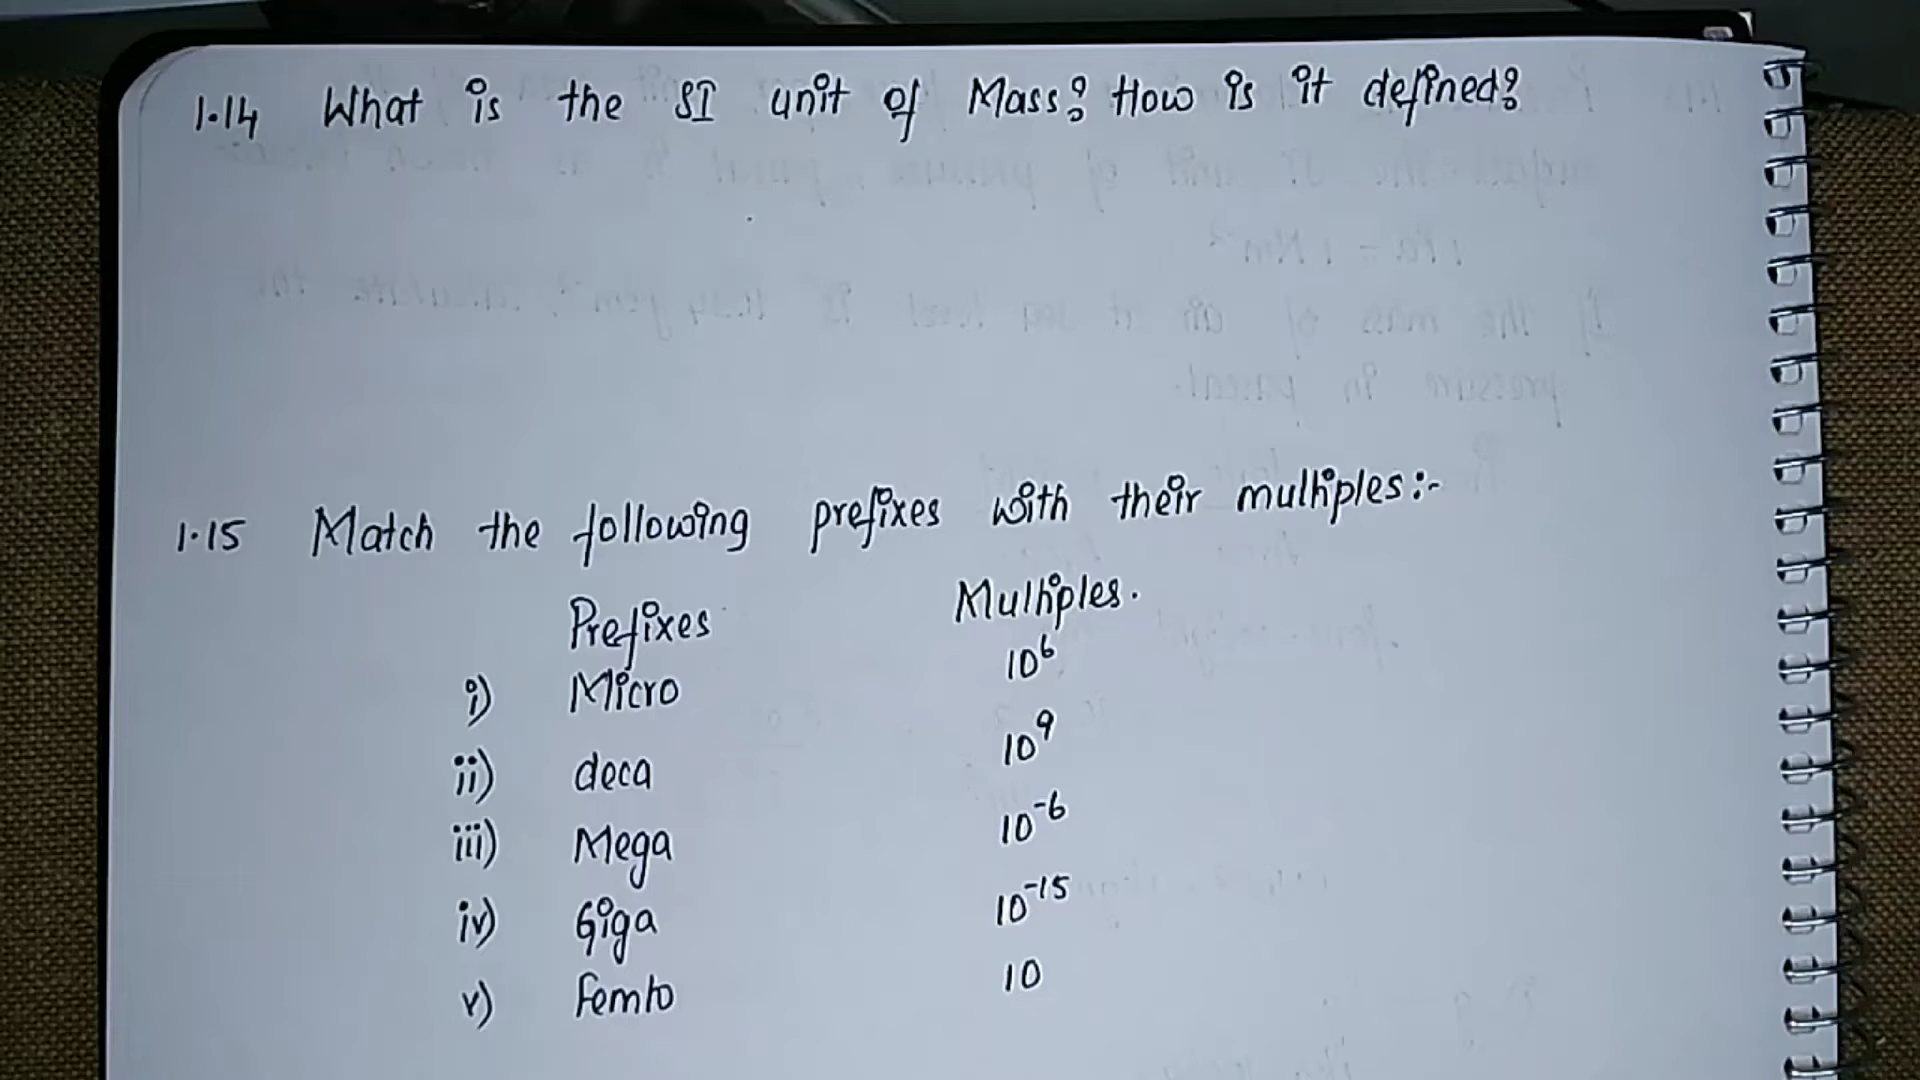 1.14 What is the SI unit of Mass? How is it defined?
1.15 Match the following prefixes with their multiples:-
Prefixes Multiples.
i) Micro 10⁶
ii) deca 10⁹
iii) Mega 10⁻⁶
iv) Giga 10⁻¹⁵
v) Femto 10